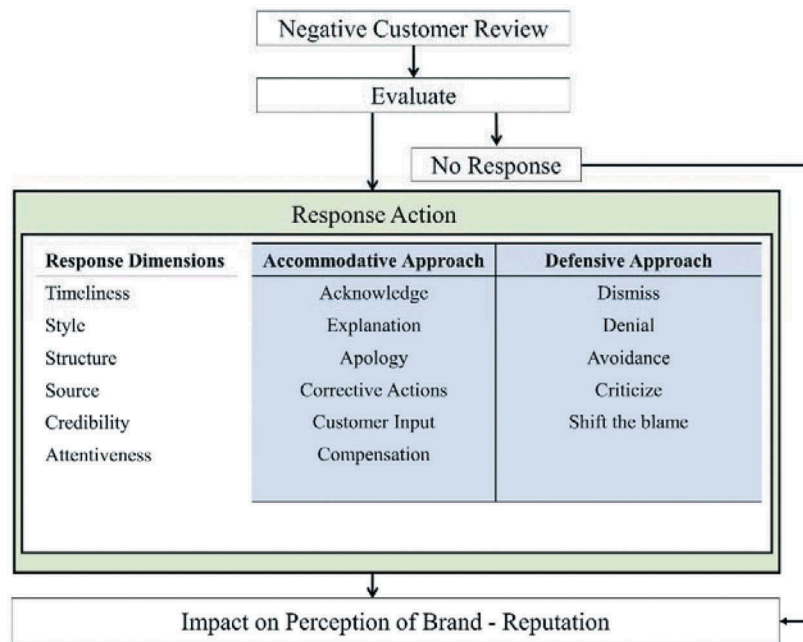 Negative Customer Review
Evaluate
No Response
Response Action
Response Dimensions Accommodative Approach Defensive Approach
Timeliness Acknowledge Dismiss
Style Explanation Denial
Structure Apology Avoidance
Source Corrective Actions Criticize
Credibility Customer Input Shift the blame
Attentiveness Compensation
Impact on Perception of Brand - Reputation